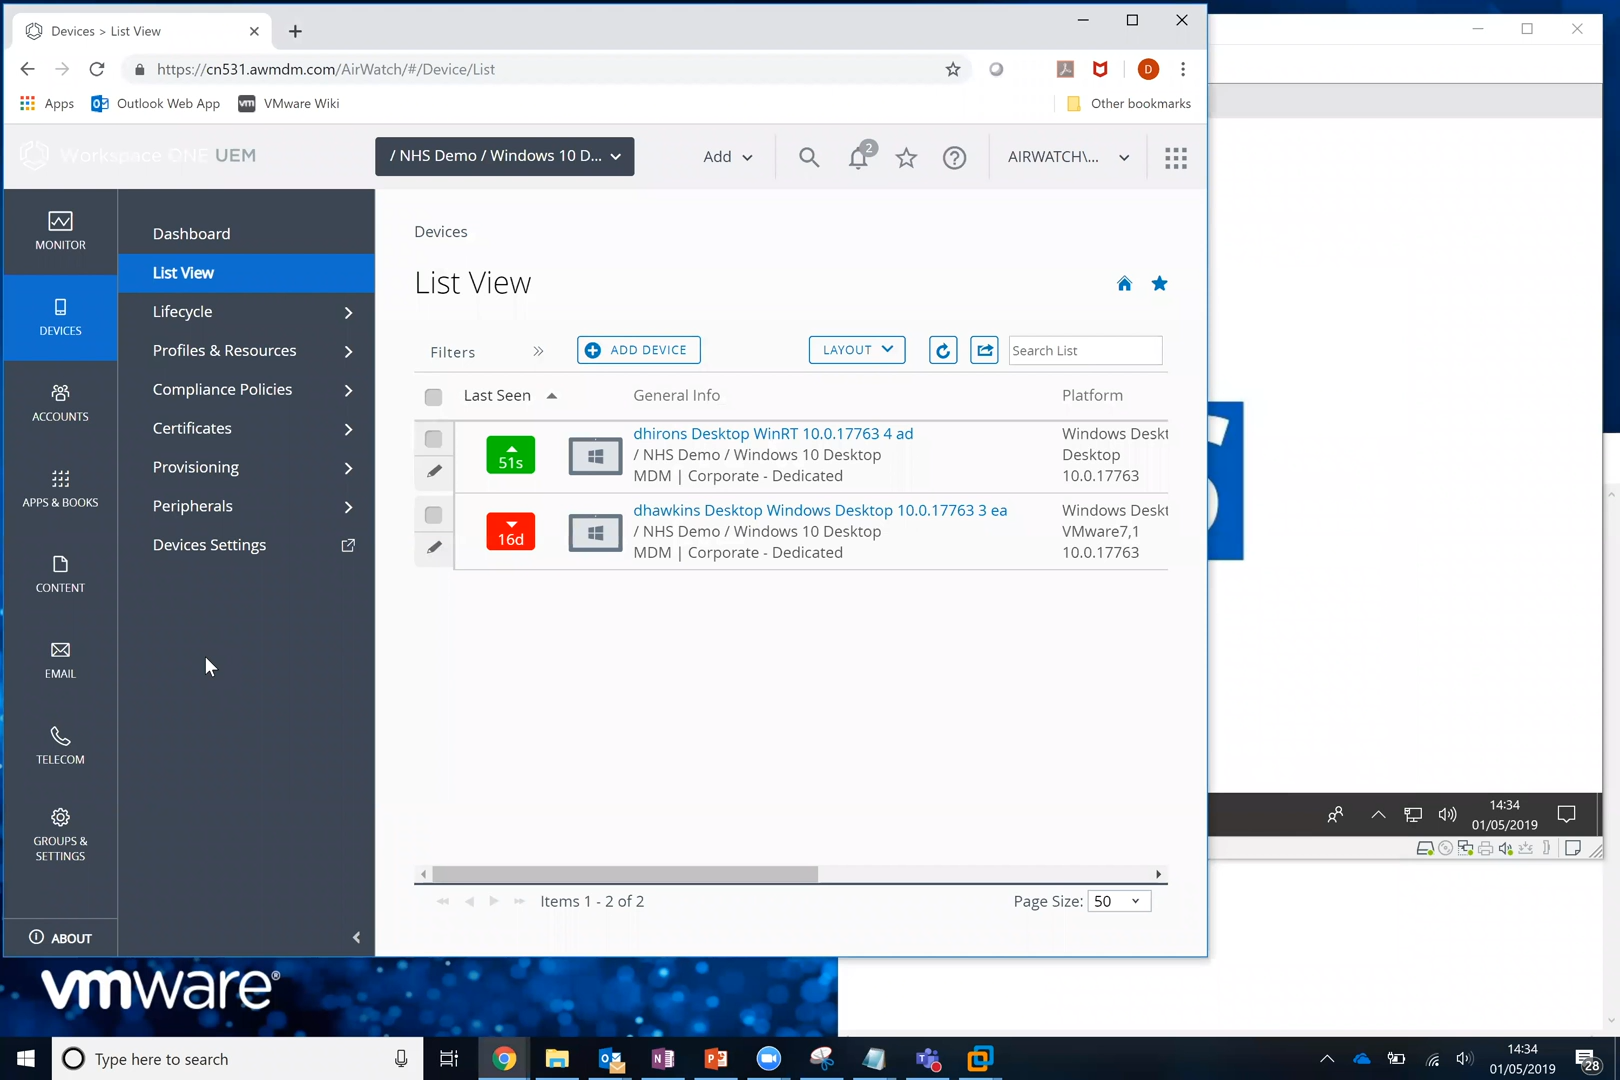 Devices > List View
https://cn531.awmdm.com/AirWatch/#/Device/List
D
Apps
Outlook Web App
vm
VMware Wiki
Other bookmarks
Workspace ONE UEM
/ NHS Demo / Windows 10 D...
Add
2
AIRWATCH\...
MONITOR
DEVICES
ACCOUNTS
APPS & BOOKS
CONTENT
EMAIL
TELECOM
GROUPS &
SETTINGS
ABOUT
Dashboard
List View
Lifecycle
Profiles & Resources
Compliance Policies
Certificates
Provisioning
Peripherals
Devices Settings
Devices
List View
Filters
ADD DEVICE
LAYOUT
Search List
Last Seen
General Info
Platform
51s
dhirons Desktop WinRT 10.0.17763 4 ad
/ NHS Demo / Windows 10 Desktop
MDM | Corporate - Dedicated
Windows Deskt
Desktop
10.0.17763
16d
dhawkins Desktop Windows Desktop 10.0.17763 3 ea
/ NHS Demo / Windows 10 Desktop
MDM | Corporate - Dedicated
Windows Deskt
VMware7,1
10.0.17763
Items 1 - 2 of 2
Page Size: 50
14:34
01/05/2019
vmware®
Type here to search
14:34
01/05/2019
28